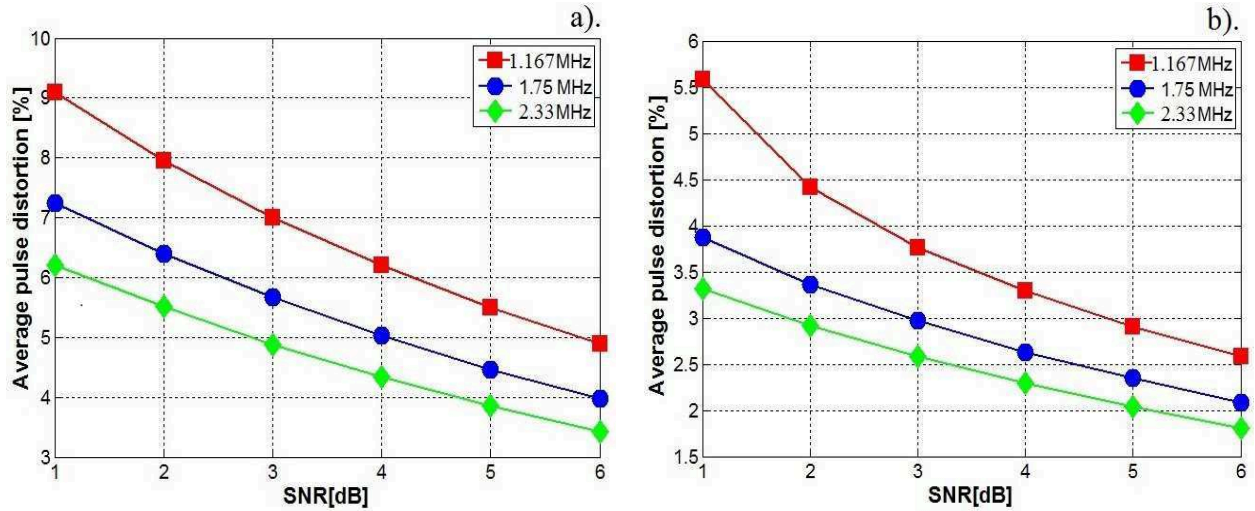 a).
10
9
8
7
6
5
4
3
1
2
3
4
5
6
Average pulse distortion [%]
SNR[dB]
1.167MHz
1.75 MHz
2.33MHz
b).
6
5.5
5
4.5
4
3.5
3
2.5
2
1.5
1
2
3
4
5
6
Average pulse distortion [%]
SNR[dB]
1.167MHz
1.75 MHz
2.33MHz